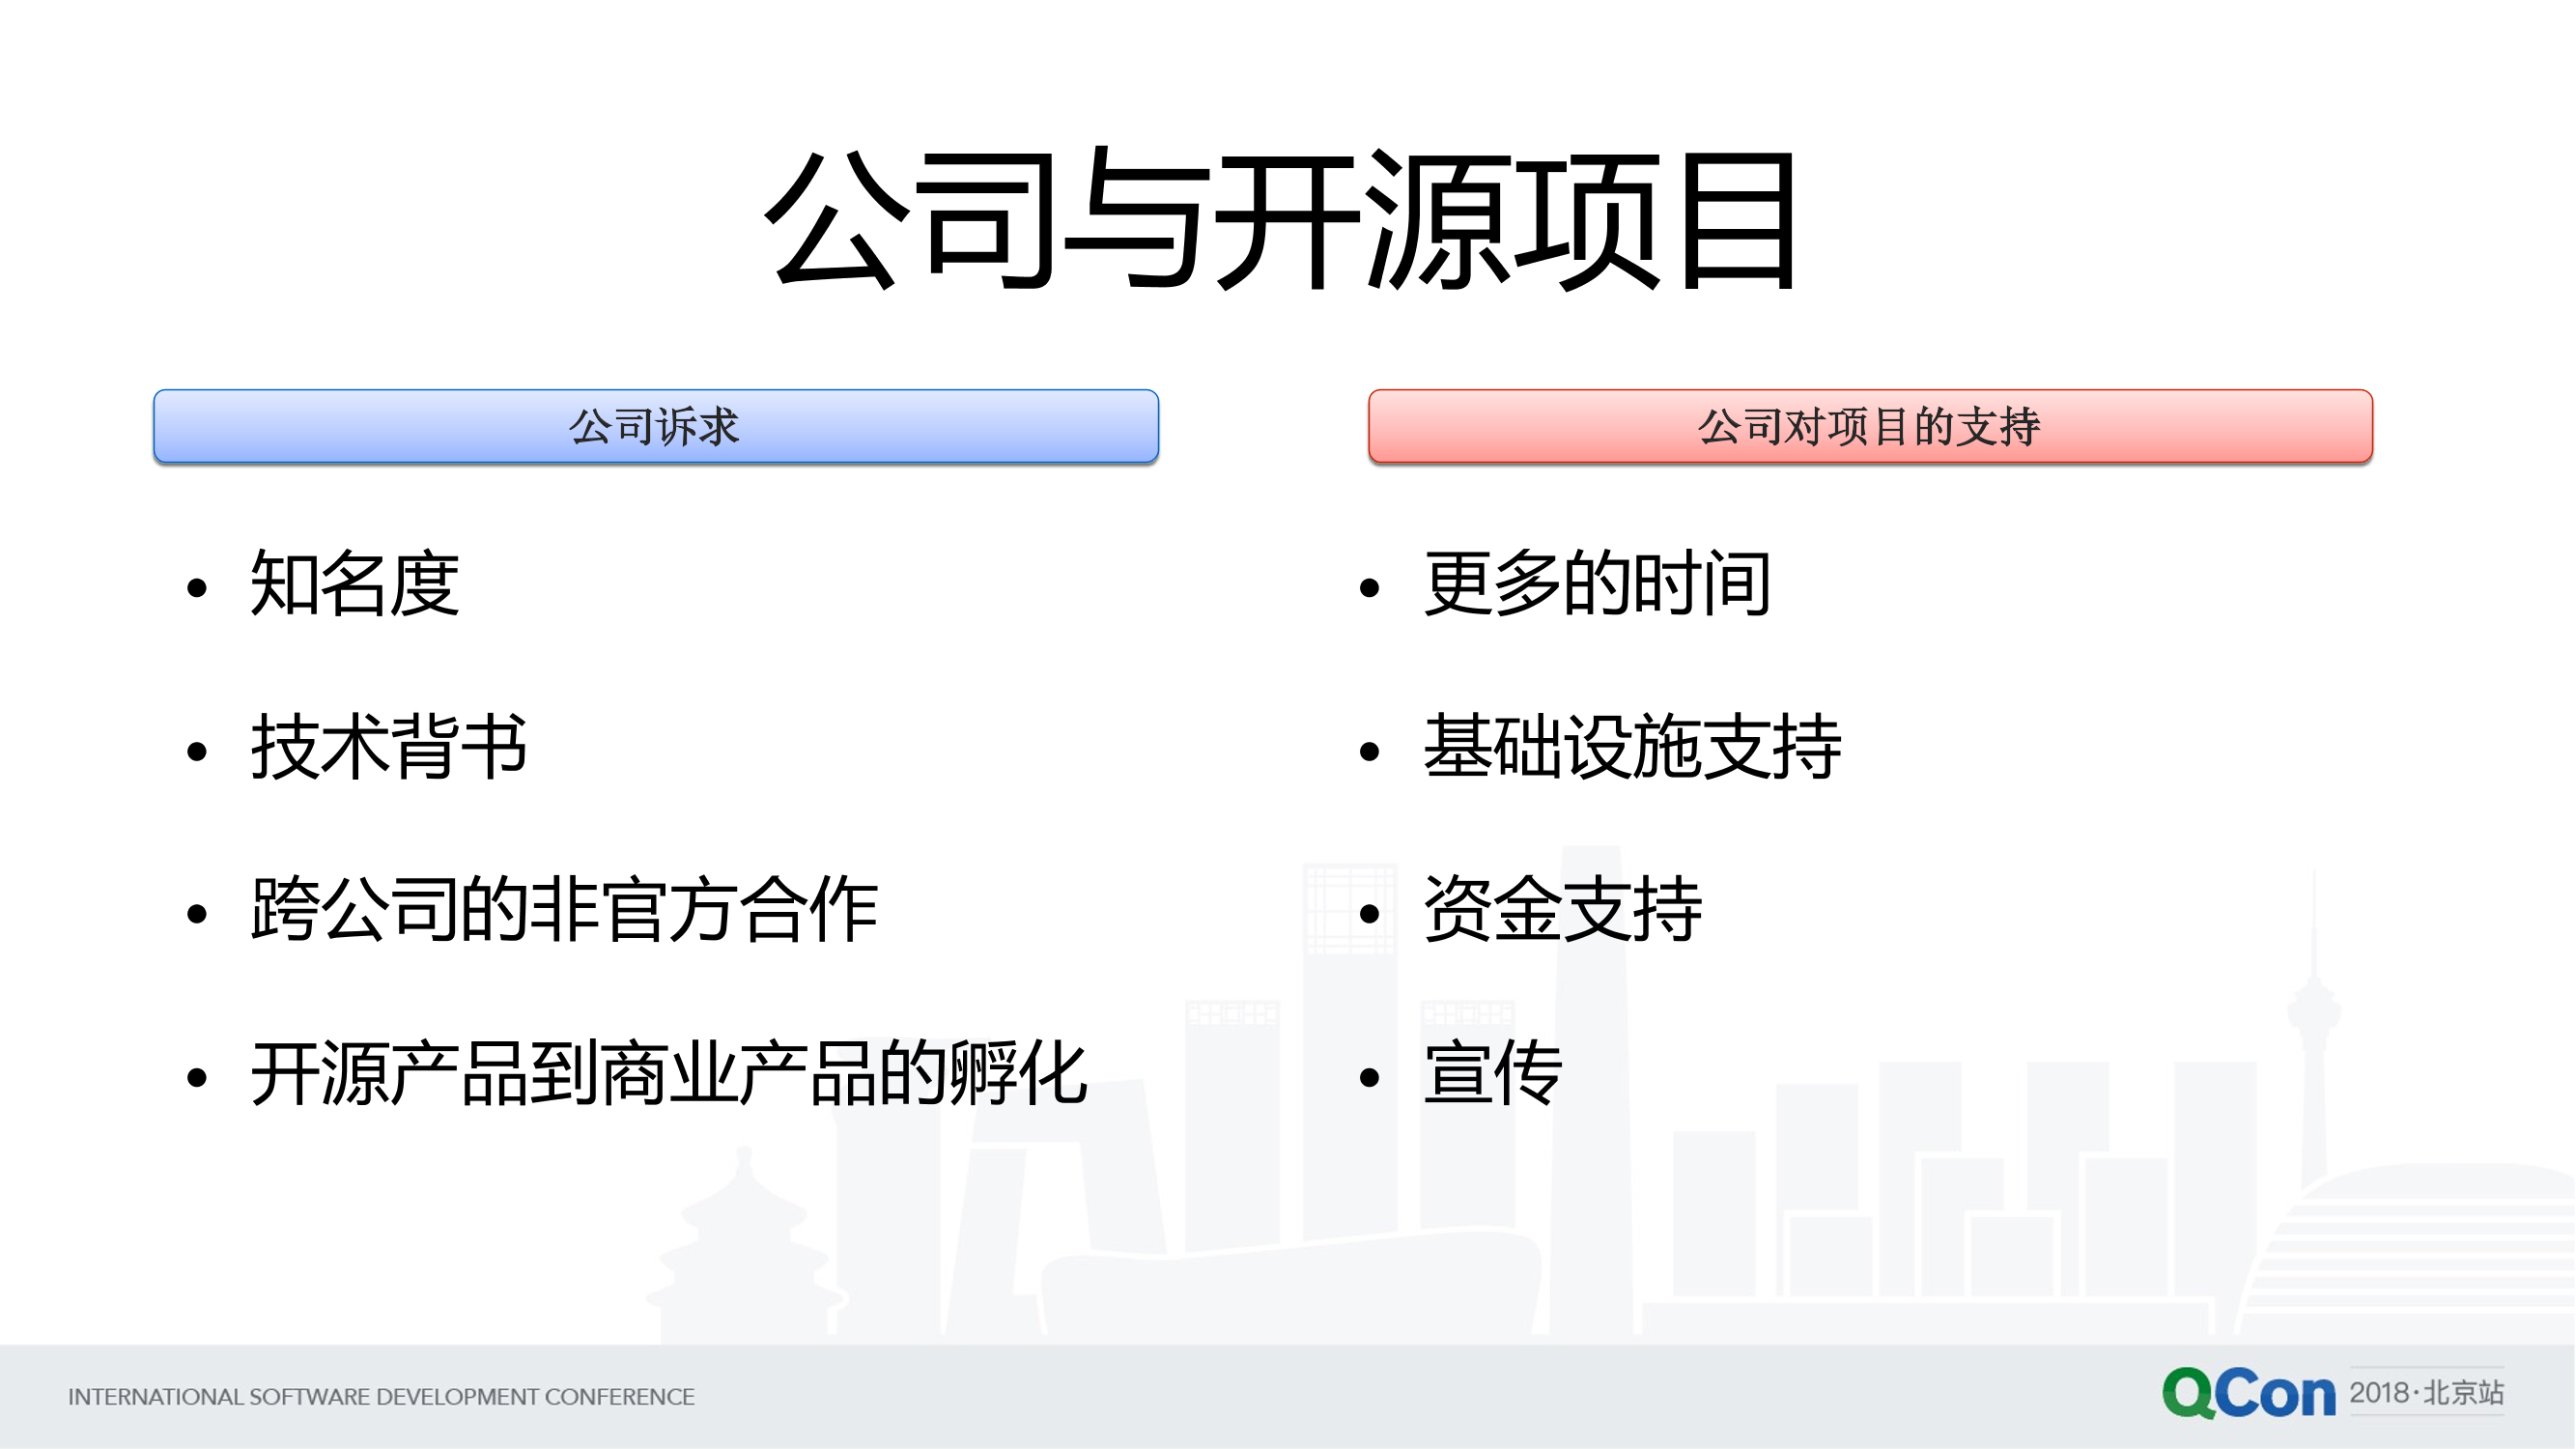 公司与开源项目
公司诉求
• 知名度
• 技术背书
• 跨公司的非官方合作
• 开源产品到商业产品的孵化
公司对项目的支持
• 更多的时间
• 基础设施支持
• 资金支持
• 宣传
INTERNATIONAL SOFTWARE DEVELOPMENT CONFERENCE
QCon 2018·北京站